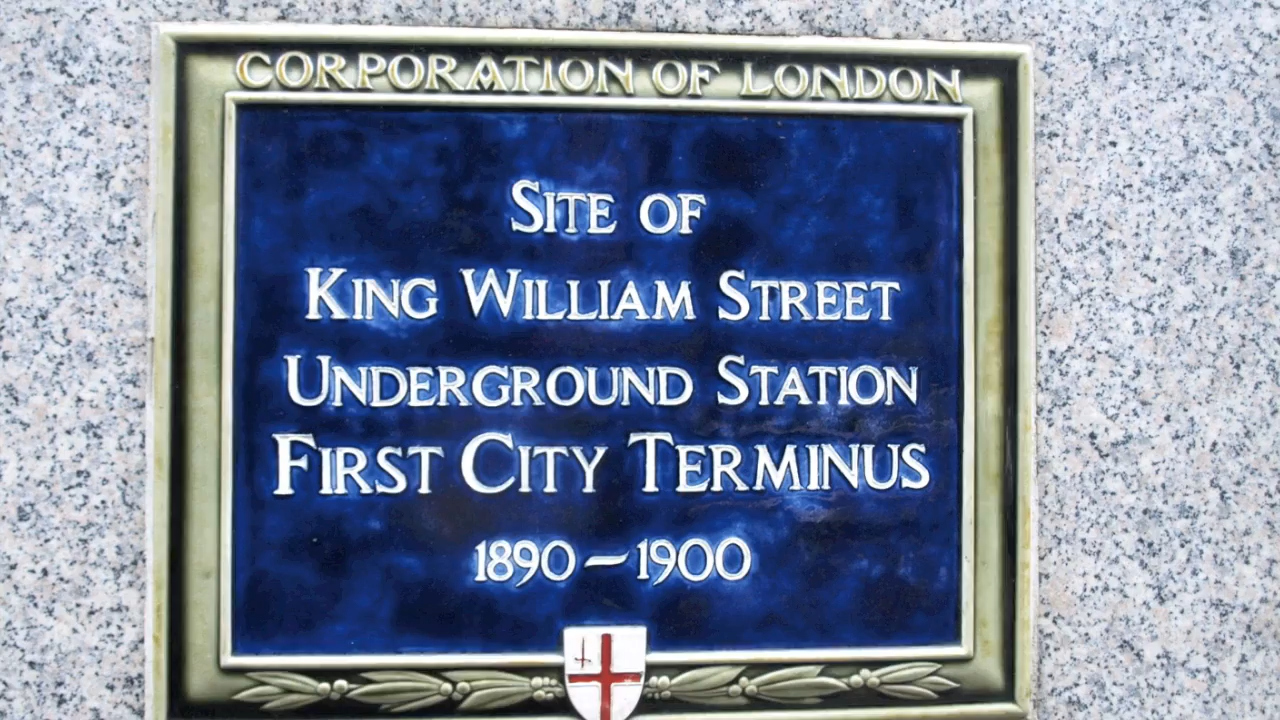 CORPORATION OF LONDON
SITE OF
KING WILLIAM STREET
UNDERGROUND STATION
FIRST CITY TERMINUS
1890–1900